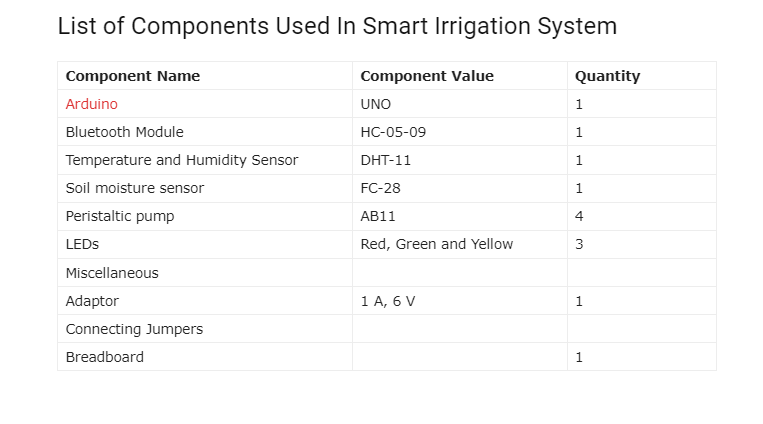 List of Components Used In Smart Irrigation System
Component Name Component Value Quantity
Arduino UNO 1
Bluetooth Module HC-05-09 1
Temperature and Humidity Sensor DHT-11 1
Soil moisture sensor FC-28 1
Peristaltic pump AB11 4
LEDs Red, Green and Yellow 3
Miscellaneous
Adaptor 1 A, 6 V 1
Connecting Jumpers
Breadboard 1